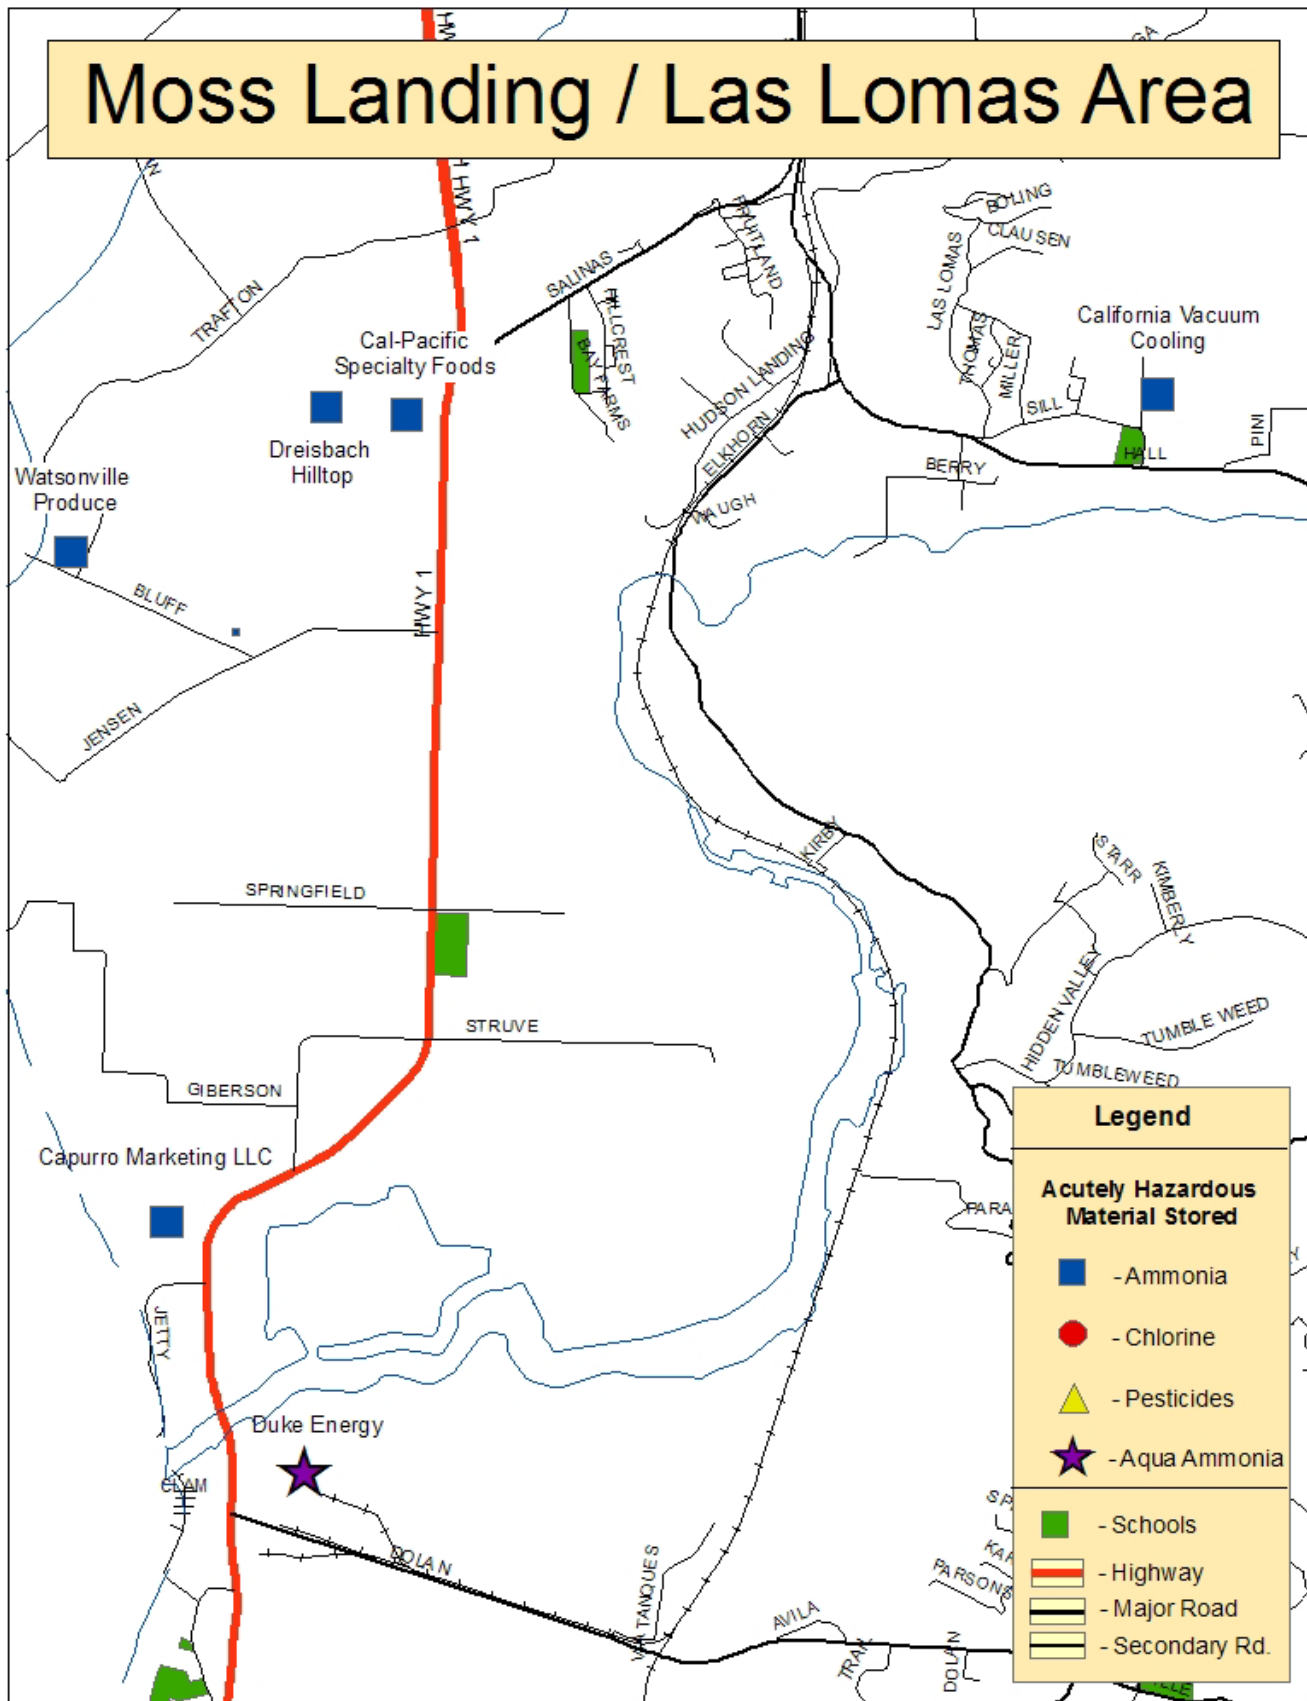 Moss Landing / Las Lomas Area
HWY 1
TRAFTON
SALINAS
FRUITLAND
BOLING
CLAUSEN
LAS LOMAS
California Vacuum
Cooling
Cal-Pacific
Specialty Foods
HILLCREST
BAY FARMS
HUDSON LANDING
THOMAS
MILLER
SILL
PINI
ELKHORN
HALL
BERRY
Dreisbach
Hilltop
Watsonville
Produce
WAUGH
BLUFF
HWY 1
JENSEN
KIRBY
STARR
KIMBERLY
SPRINGFIELD
HIDDEN VALLEY
STRUVE
TUMBLE WEED
TUMBLEWEED
GIBERSON
Capurro Marketing LLC
PARA
JETTY
Duke Energy
CLAM
DOLAN
AVILA
PARSONS
DOLAN
Legend
Acutely Hazardous
Material Stored
- Ammonia
- Chlorine
- Pesticides
- Aqua Ammonia
- Schools
- Highway
- Major Road
- Secondary Rd.